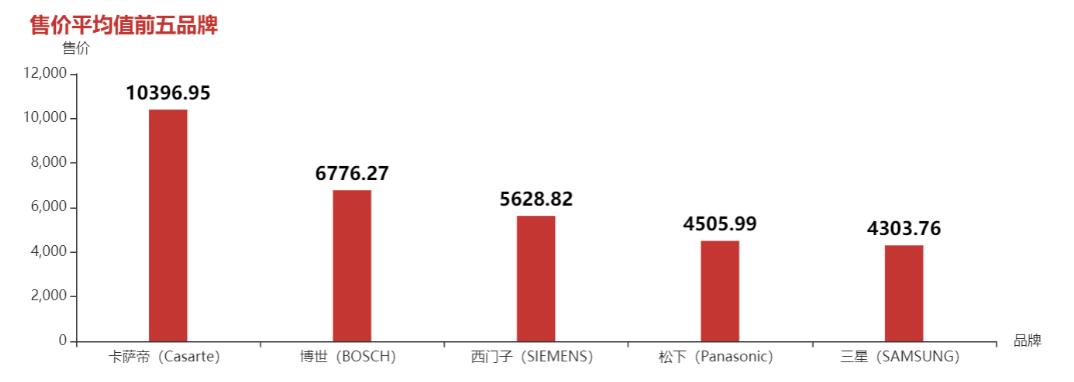 售价平均值前五品牌
售价
12,000
10,000
8,000
6,000
4,000
2,000
0
10396.95
6776.27
5628.82
4505.99
4303.76
卡萨帝（Casarte）
博世（BOSCH）
西门子（SIEMENS）
松下（Panasonic）
三星（SAMSUNG）
品牌